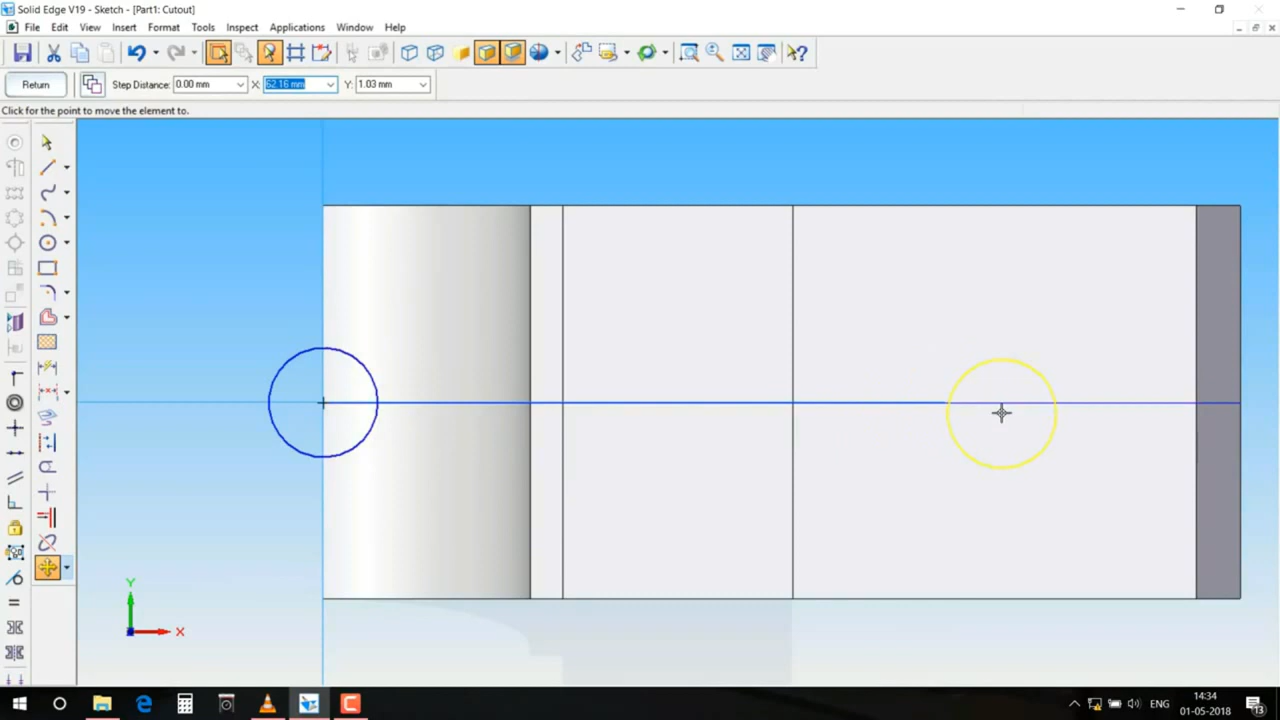 Solid Edge V19 - Sketch - [Part1: Cutout]
File Edit View Insert Format Tools Inspect Applications Window Help
Return Step Distance: 0.00 mm X: 62.16 mm Y: 1.03 mm
Click for the point to move the element to.
Y
X
ENG 14:34
01-05-2018 13